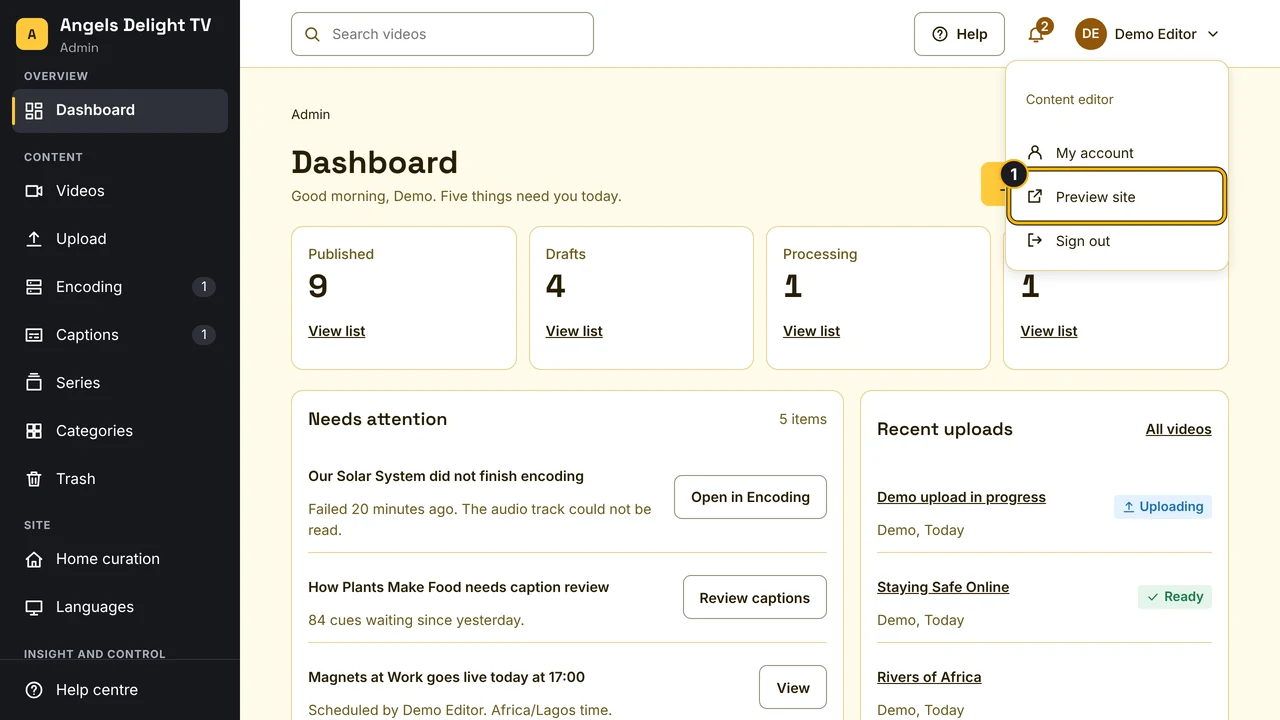 A
Angels Delight TV
Admin
OVERVIEW
Dashboard
CONTENT
Videos
Upload
Encoding 1
Captions 1
Series
Categories
Trash
SITE
Home curation
Languages
INSIGHT AND CONTROL
Help centre
Search videos
Help
2
DE
Demo Editor
Content editor
My account
1
Preview site
Sign out
Admin
Dashboard
Good morning, Demo. Five things need you today.
Published
9
View list
Drafts
4
View list
Processing
1
View list
1
View list
Needs attention
5 items
Our Solar System did not finish encoding
Failed 20 minutes ago. The audio track could not be
read.
Open in Encoding
How Plants Make Food needs caption review
84 cues waiting since yesterday.
Review captions
Magnets at Work goes live today at 17:00
Scheduled by Demo Editor. Africa/Lagos time.
View
Recent uploads
All videos
Demo upload in progress
Demo, Today
Uploading
Staying Safe Online
Demo, Today
Ready
Rivers of Africa
Demo, Today